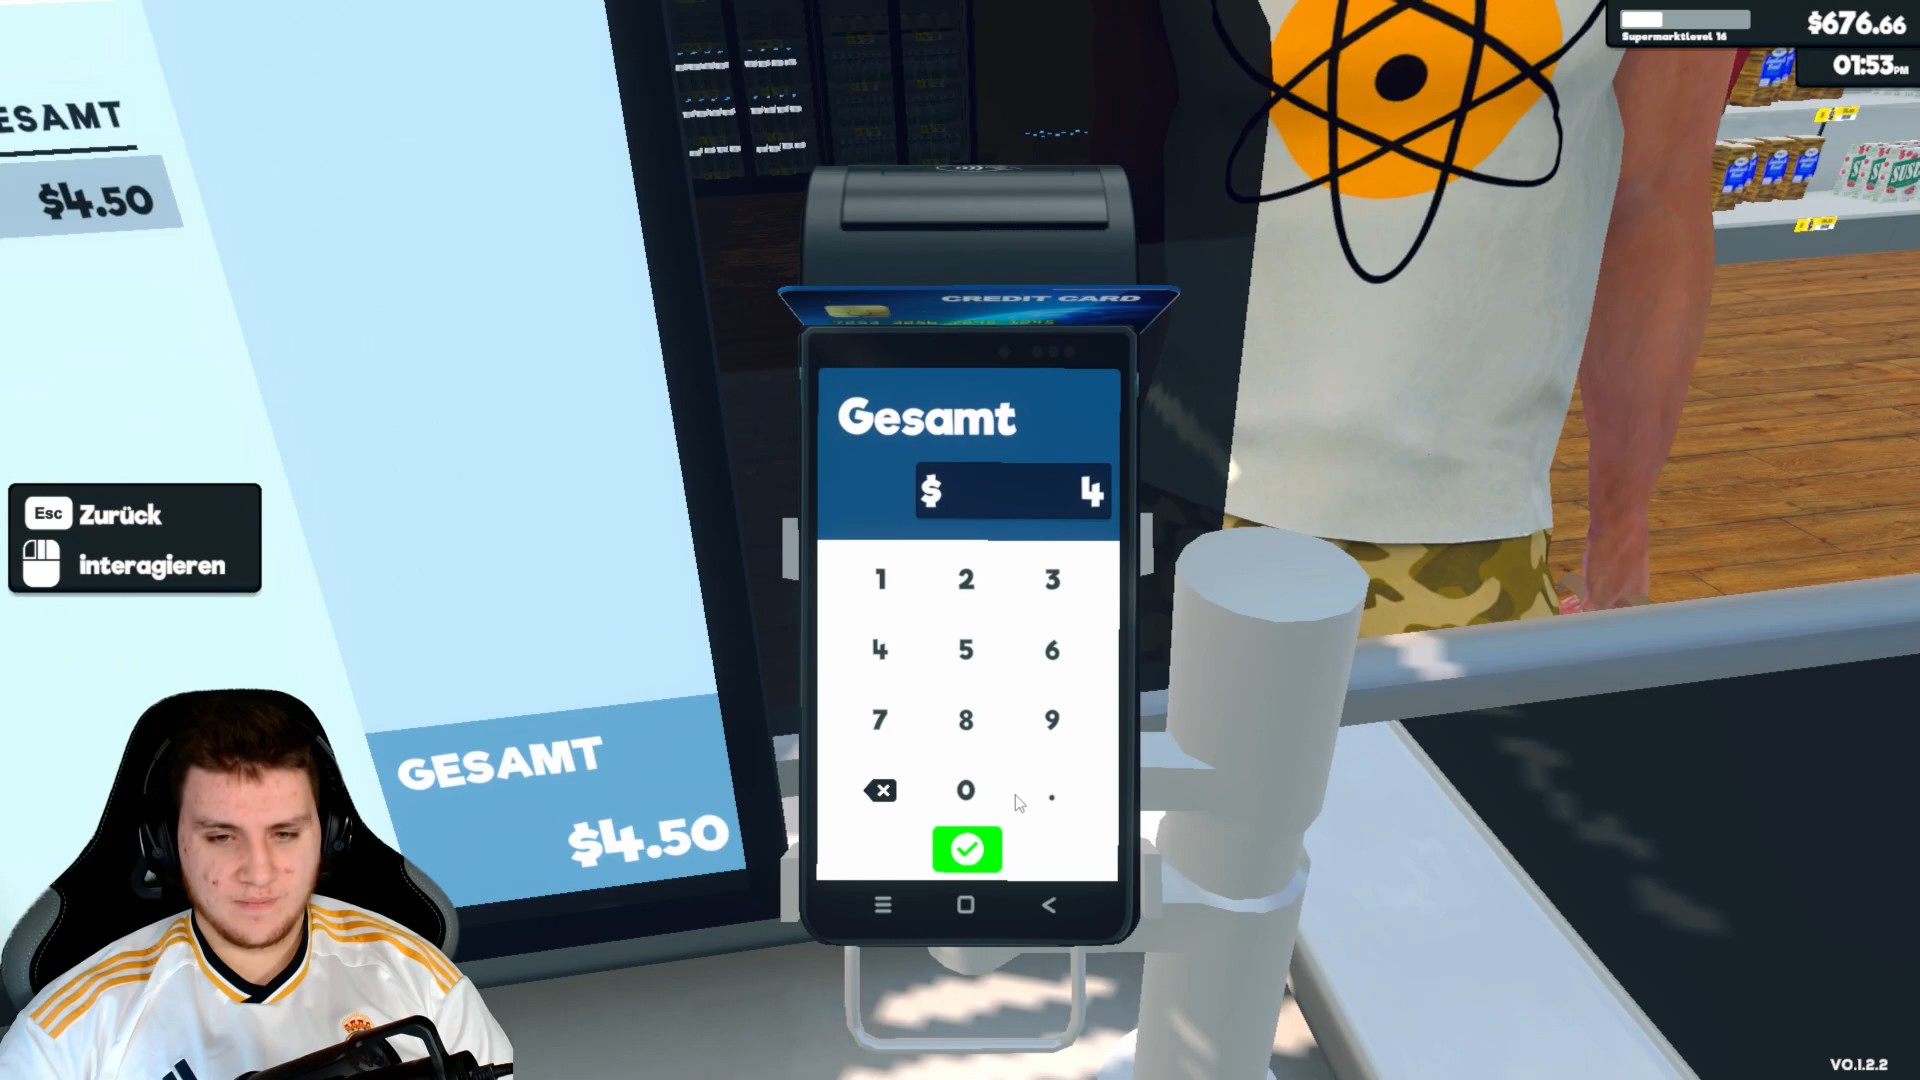 $676.66
Supermarktlevel 16
01:53PM
ESAMT
$4.50
CREDIT CARD
Gesamt
$ 4
Esc Zurück
interagieren
1 2 3
4 5 6
7 8 9
0 .
GESAMT
$4.50
V0.1.2.2